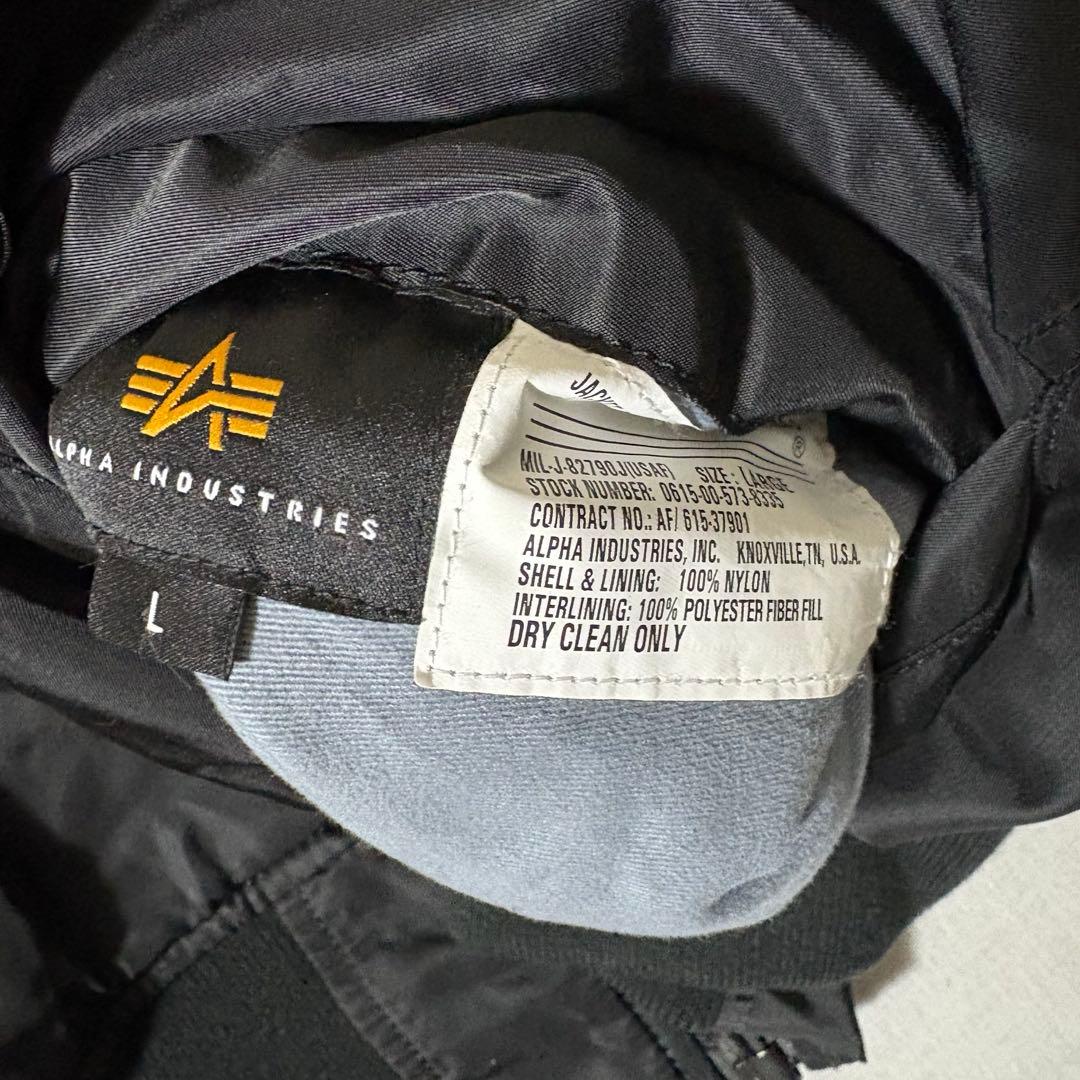 ALPHA INDUSTRIES
L
MIL-J-82790J(USAF) SIZE: LARGE
STOCK NUMBER: 0615-00-573-8335
CONTRACT NO.: AF/ 615-37901
ALPHA INDUSTRIES, INC. KNOXVILLE,TN, U.S.A.
SHELL & LINING: 100% NYLON
INTERLINING: 100% POLYESTER FIBER FILL
DRY CLEAN ONLY